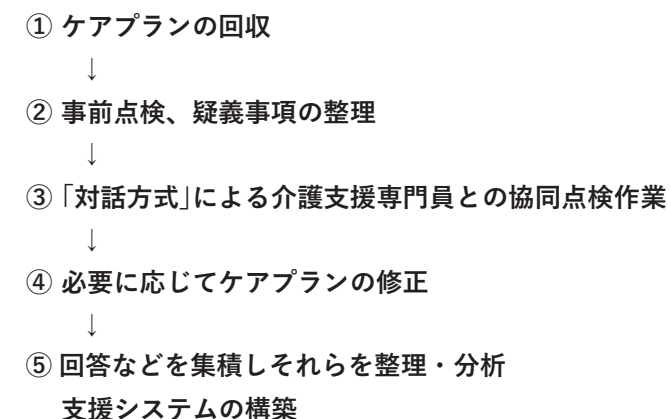 ① ケアプランの回収
↓
② 事前点検、疑義事項の整理
↓
③「対話方式」による介護支援専門員との協同点検作業
↓
④ 必要に応じてケアプランの修正
↓
⑤ 回答などを集積しそれらを整理・分析
支援システムの構築